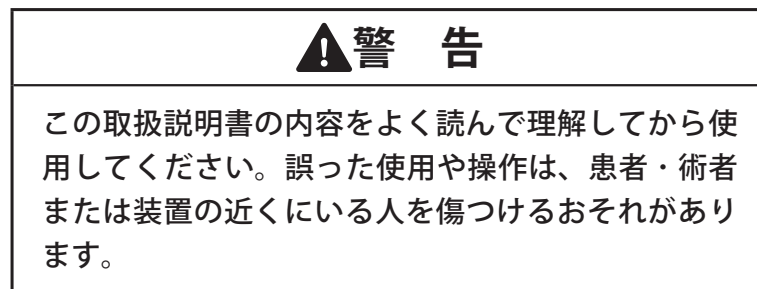 警　告
この取扱説明書の内容をよく読んで理解してから使
用してください。誤った使用や操作は、患者・術者
または装置の近くにいる人を傷つけるおそれがあり
ます。